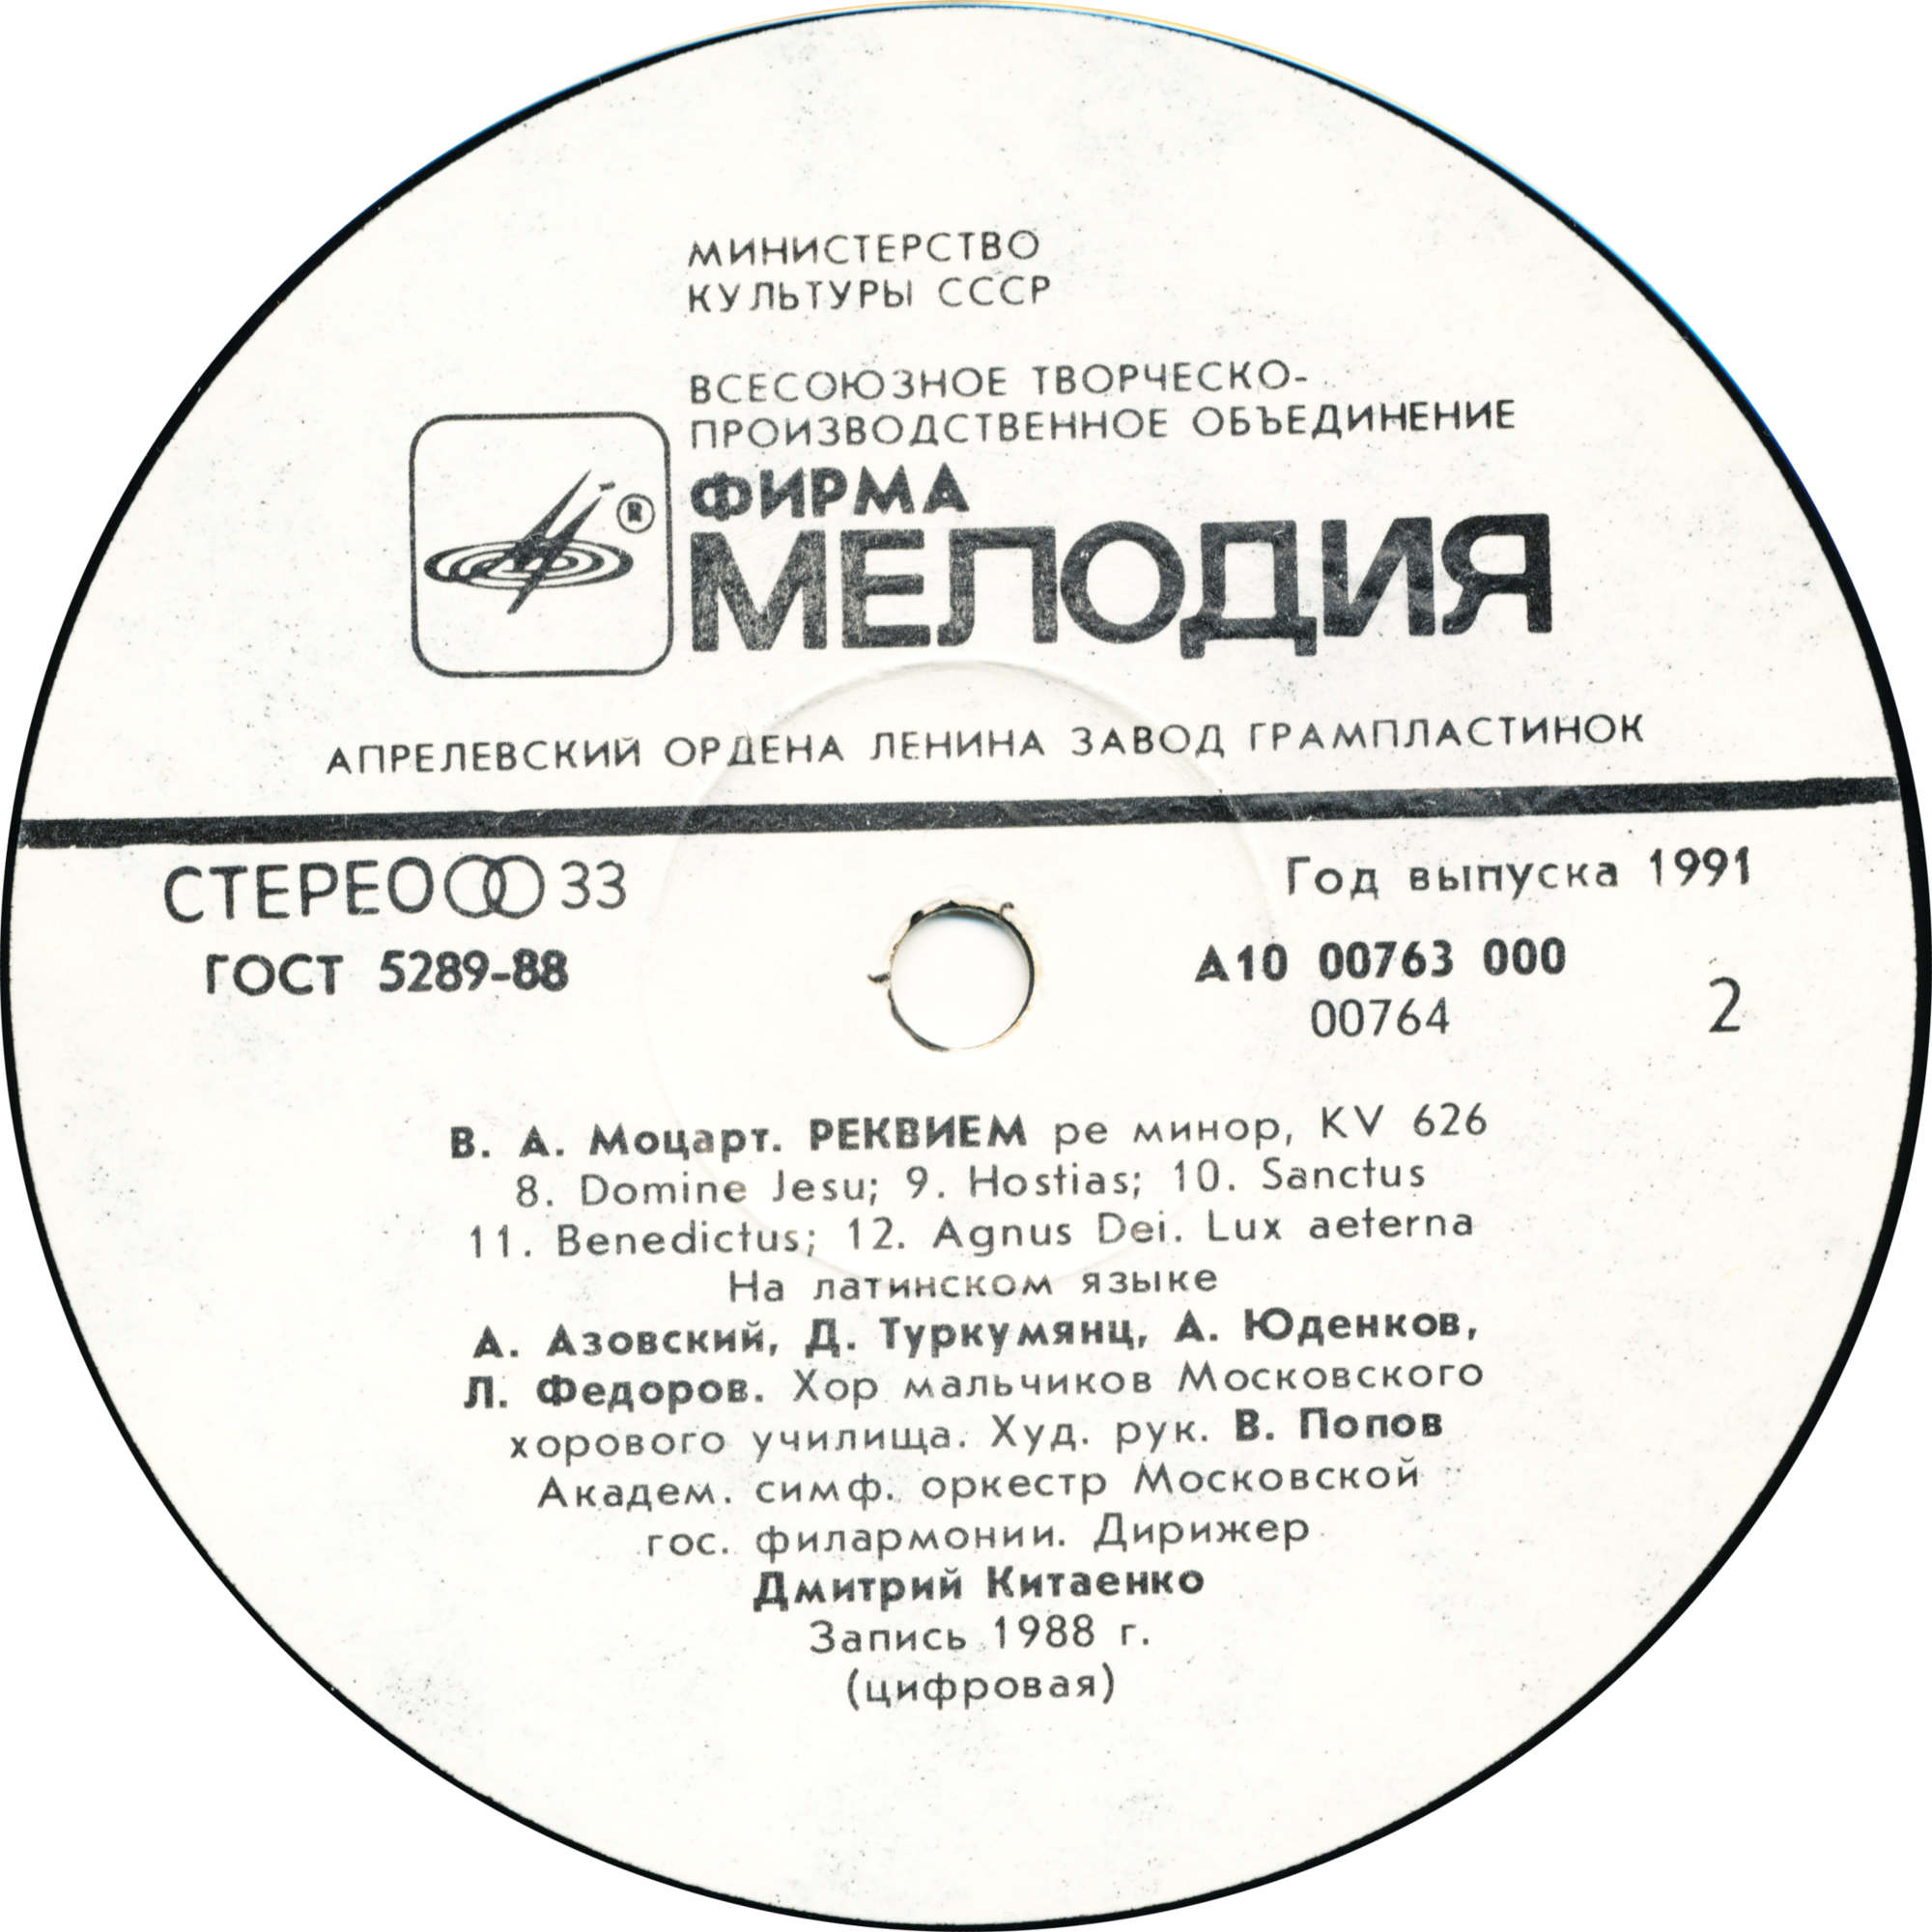 МИНИСТЕРСТВО
КУЛЬТУРЫ СССР
ВСЕСОЮЗНОЕ ТВОРЧЕСКО-
ПРОИЗВОДСТВЕННОЕ ОБЪЕДИНЕНИЕ
ФИРМА
®
МЕЛОДИЯ
АПРЕЛЕВСКИЙ ОРДЕНА ЛЕНИНА ЗАВОД ГРАМПЛАСТИНОК
СТЕРЕО 33
Год выпуска 1991
ГОСТ 5289-88
А10 00763 000
00764
2
В. А. Моцарт. РЕКВИЕМ ре минор, KV 626
8. Domine Jesu; 9. Hostias; 10. Sanctus
11. Benedictus; 12. Agnus Dei. Lux aeterna
На латинском языке
А. Азовский, Д. Туркумянц, А. Юденков,
Л. Федоров. Хор мальчиков Московского
хорового училища. Худ. рук. В. Попов
Академ. симф. оркестр Московской
гос. филармонии. Дирижер
Дмитрий Китаенко
Запись 1988 г.
(цифровая)